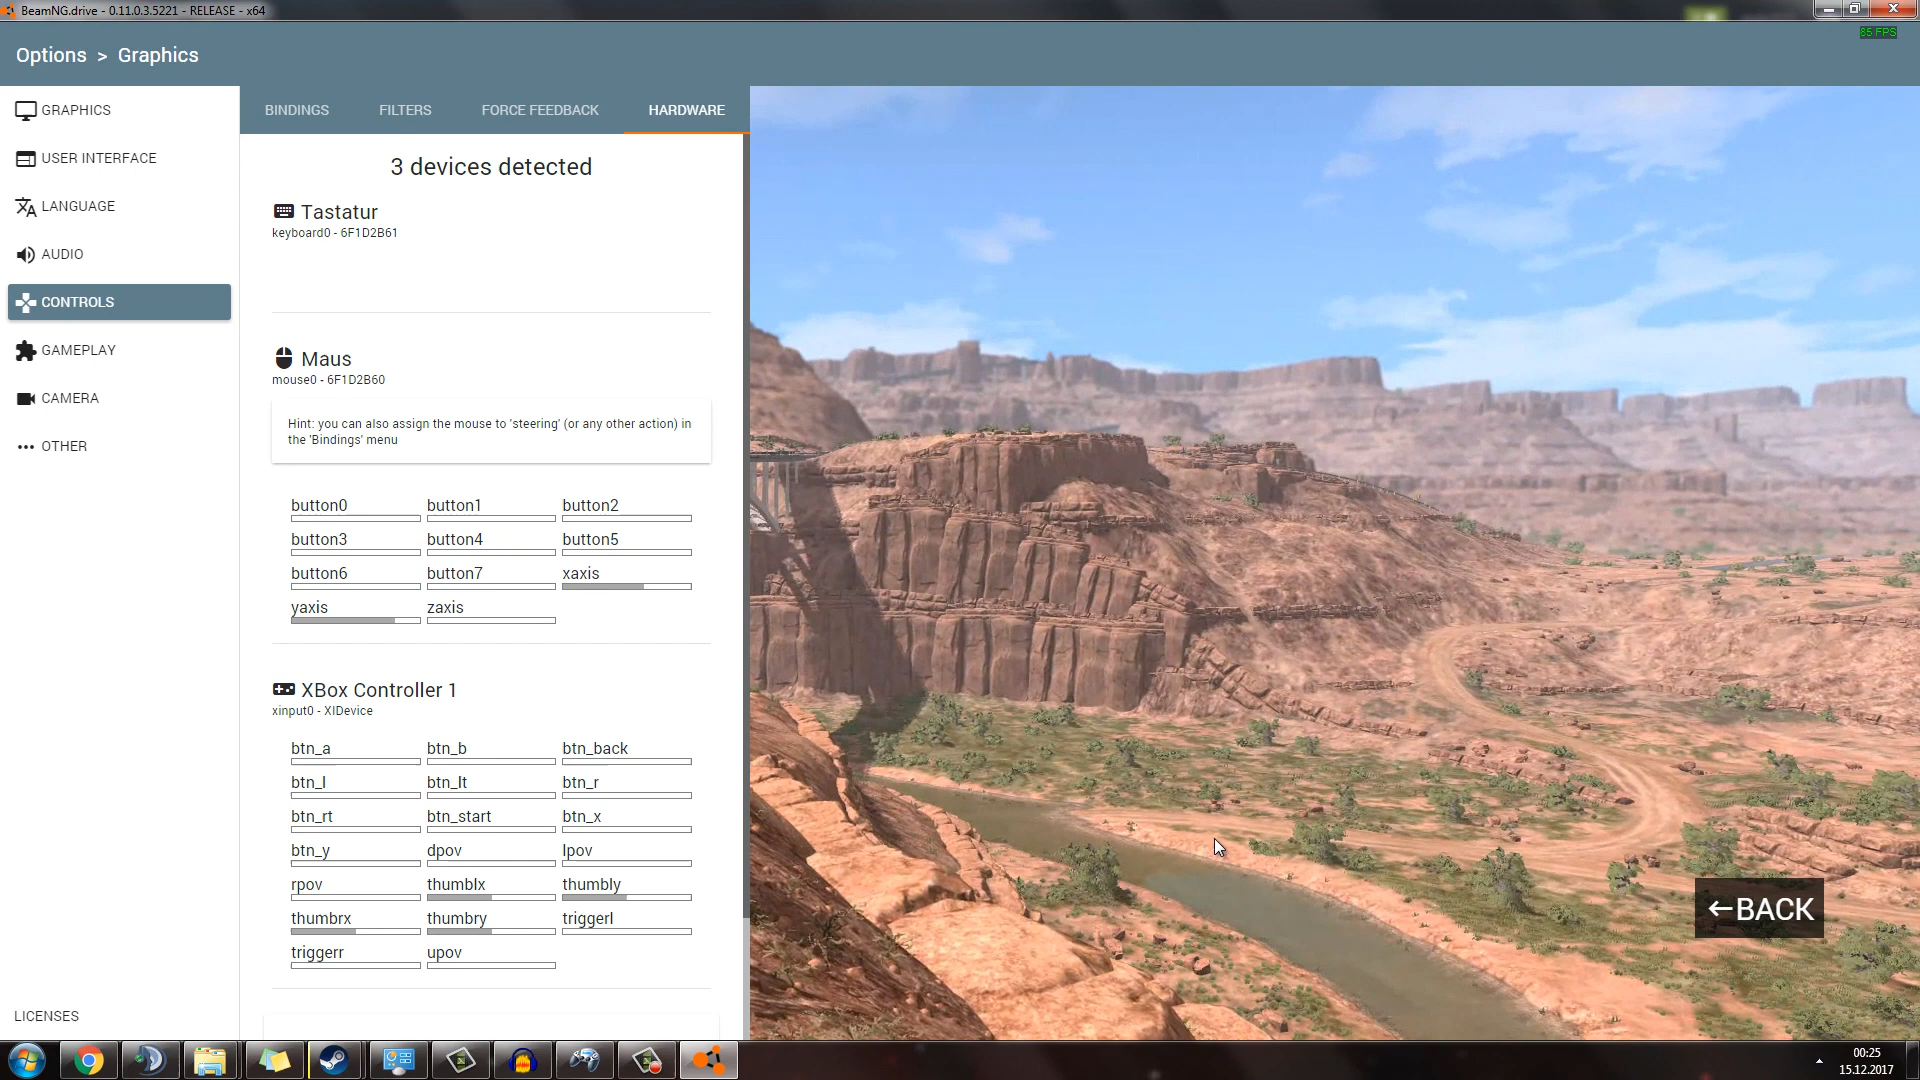 BeamNG.drive - 0.11.0.3.5221 - RELEASE - x64
85 FPS
Options > Graphics
GRAPHICS
USER INTERFACE
LANGUAGE
AUDIO
CONTROLS
GAMEPLAY
CAMERA
OTHER
LICENSES
BINDINGS FILTERS FORCE FEEDBACK HARDWARE
3 devices detected
Tastatur
keyboard0 - 6F1D2B61
Maus
mouse0 - 6F1D2B60
Hint: you can also assign the mouse to 'steering' (or any other action) in
the 'Bindings' menu
button0 button1 button2
button3 button4 button5
button6 button7 xaxis
yaxis zaxis
XBox Controller 1
xinput0 - XIDevice
btn_a btn_b btn_back
btn_l btn_lt btn_r
btn_rt btn_start btn_x
btn_y dpov lpov
rpov thumblx thumbly
thumbrx thumbry triggerl
triggerr upov
←BACK
00:25
15.12.2017